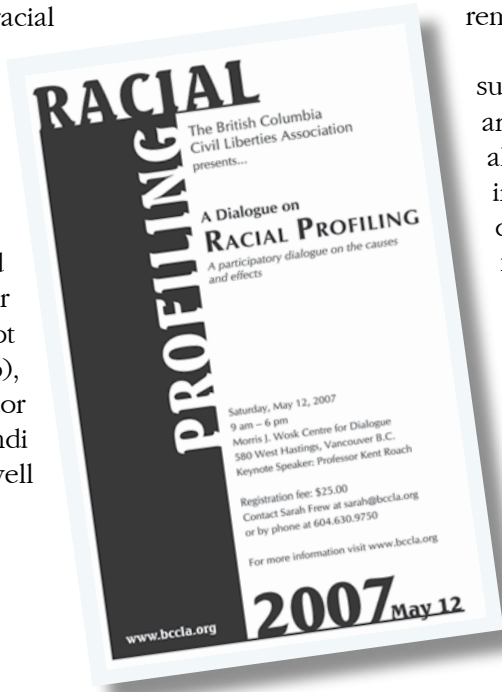 racial
r
ot
),
or
ndi
RACIAL
PROFILING
The British Columbia
Civil Liberties Association
presents...
A Dialogue on
RACIAL PROFILING
A participatory dialogue on the causes
and effects
Saturday, May 12, 2007
9 am – 6 pm
Morris J. Wosk Centre for Dialogue
580 West Hastings, Vancouver B.C.
Keynote Speaker: Professor Kent Roach
Registration fee: $25.00
Contact Sarah Frew at sarah@bccla.org
or by phone at 604.630.9750
For more information visit www.bccla.org
www.bccla.org
2007 May 12
su